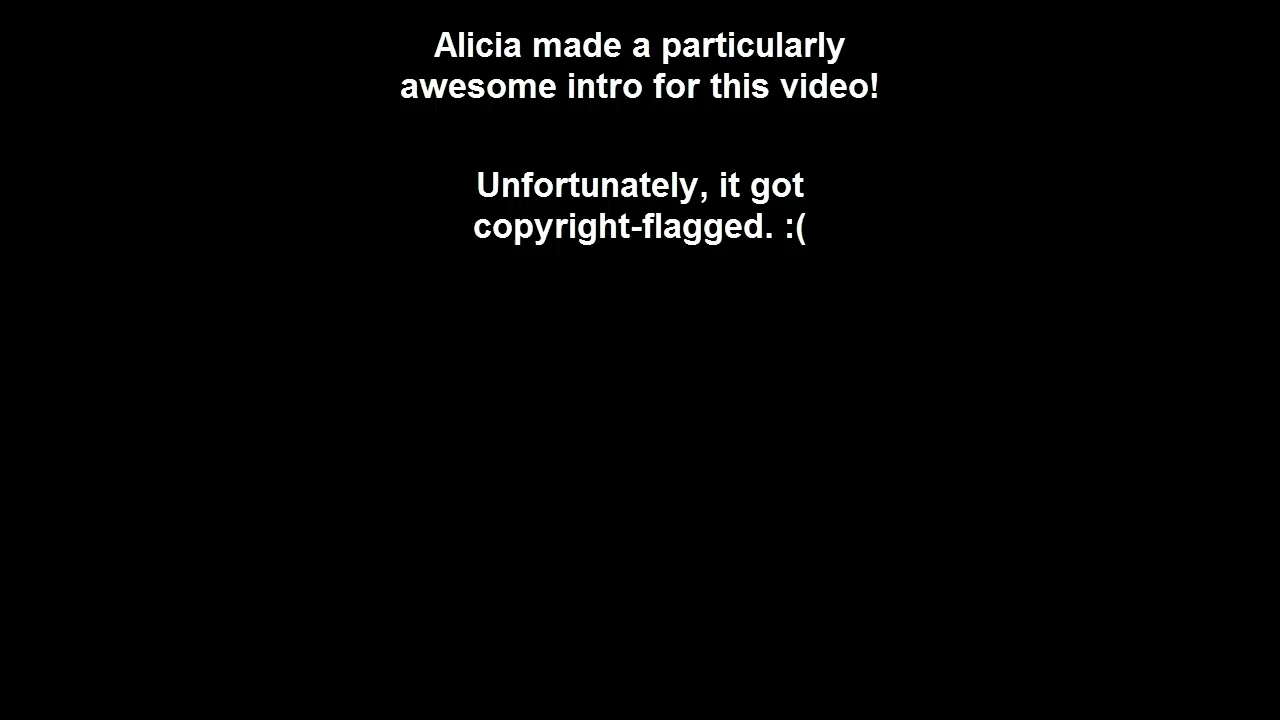 Alicia made a particularly
awesome intro for this video!
Unfortunately, it got
copyright-flagged. :(